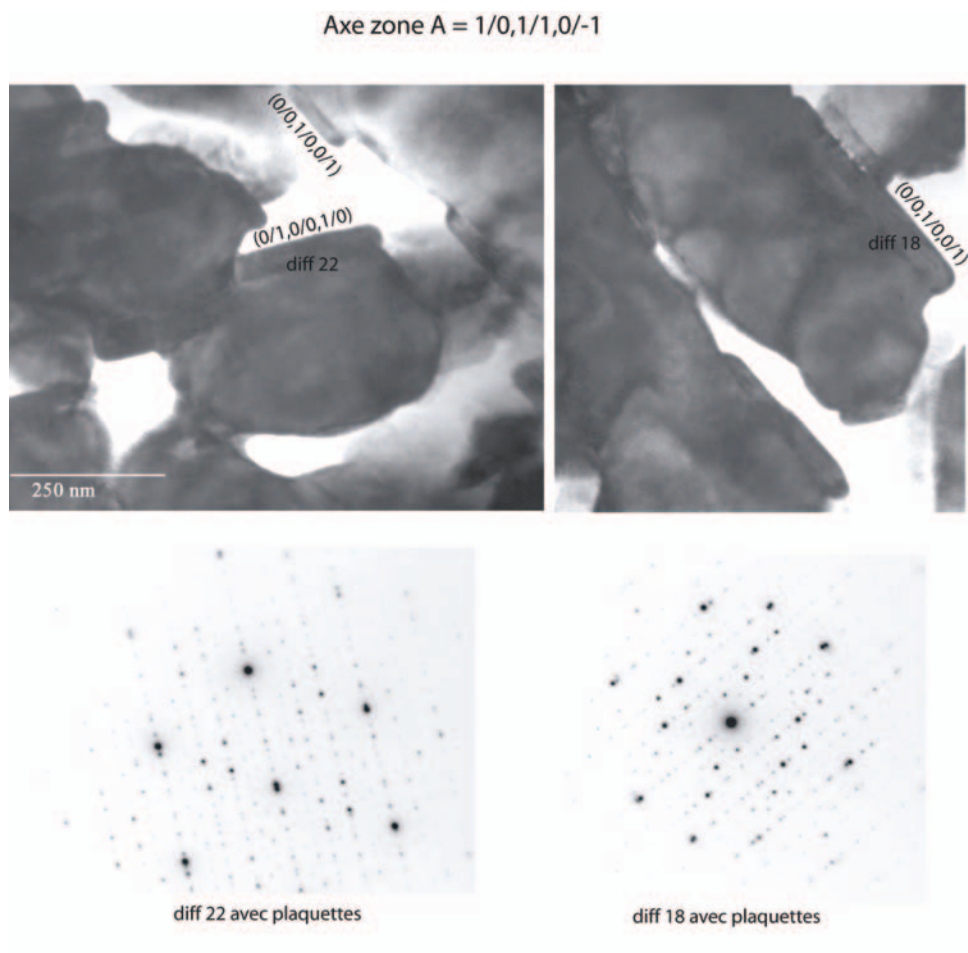 Axe zone A = 1/0,1/1,0/-1
(0/0,1/0,0/1)
(0/1,0/0,1/0)
diff 22
250 nm
(0/0,1/0,0/1)
diff 18
diff 22 avec plaquettes
diff 18 avec plaquettes